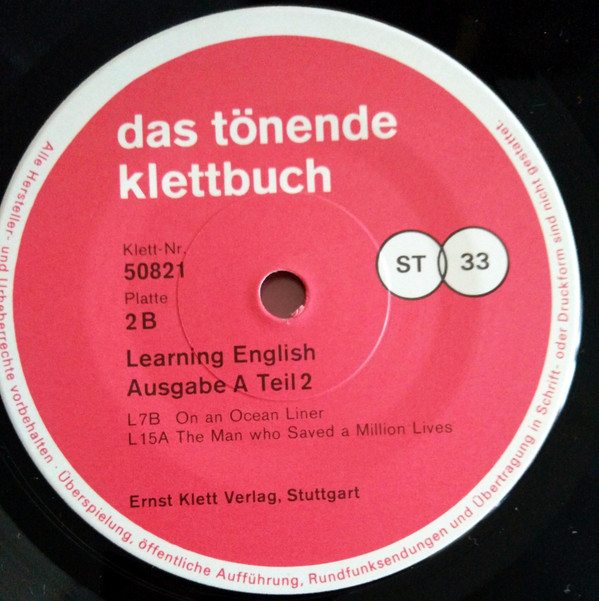 das tönende
klettbuch
Klett-Nr.
50821
Platte
2 B
ST 33
Learning English
Ausgabe A Teil 2
L7B On an Ocean Liner
L15A The Man who Saved a Million Lives
Ernst Klett Verlag, Stuttgart
Alle Hersteller- und Urheberrechte vorbehalten · Überspielung, öffentliche Aufführung, Rundfunksendungen und Übertragung in Schrift- oder Druckform sind nicht gestattet.